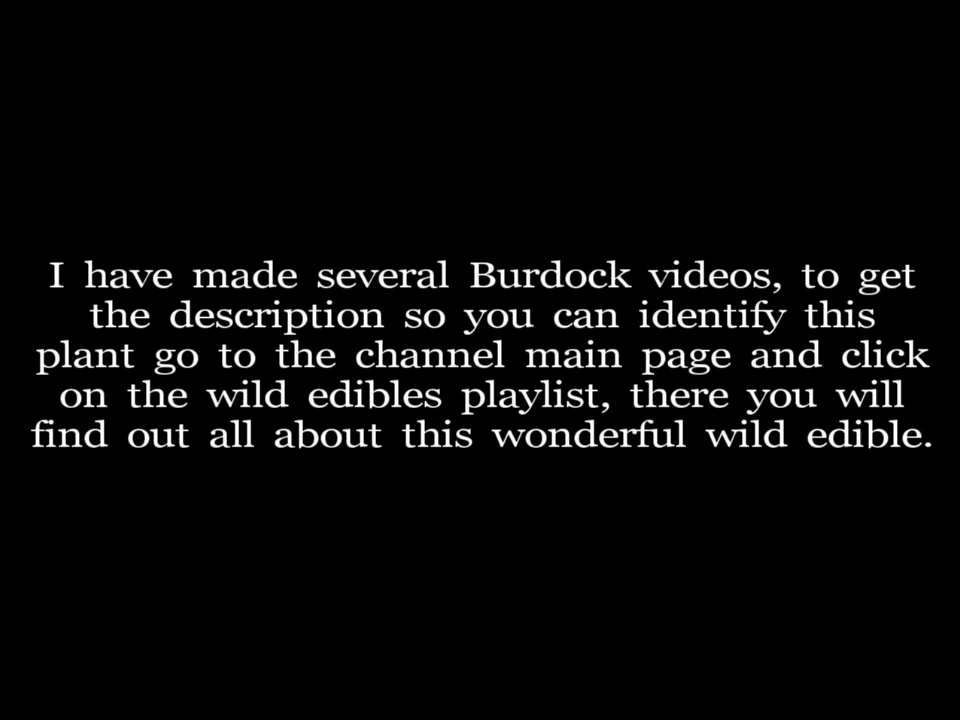 I have made several Burdock videos, to get
the description so you can identify this
plant go to the channel main page and click
on the wild edibles playlist, there you will
find out all about this wonderful wild edible.